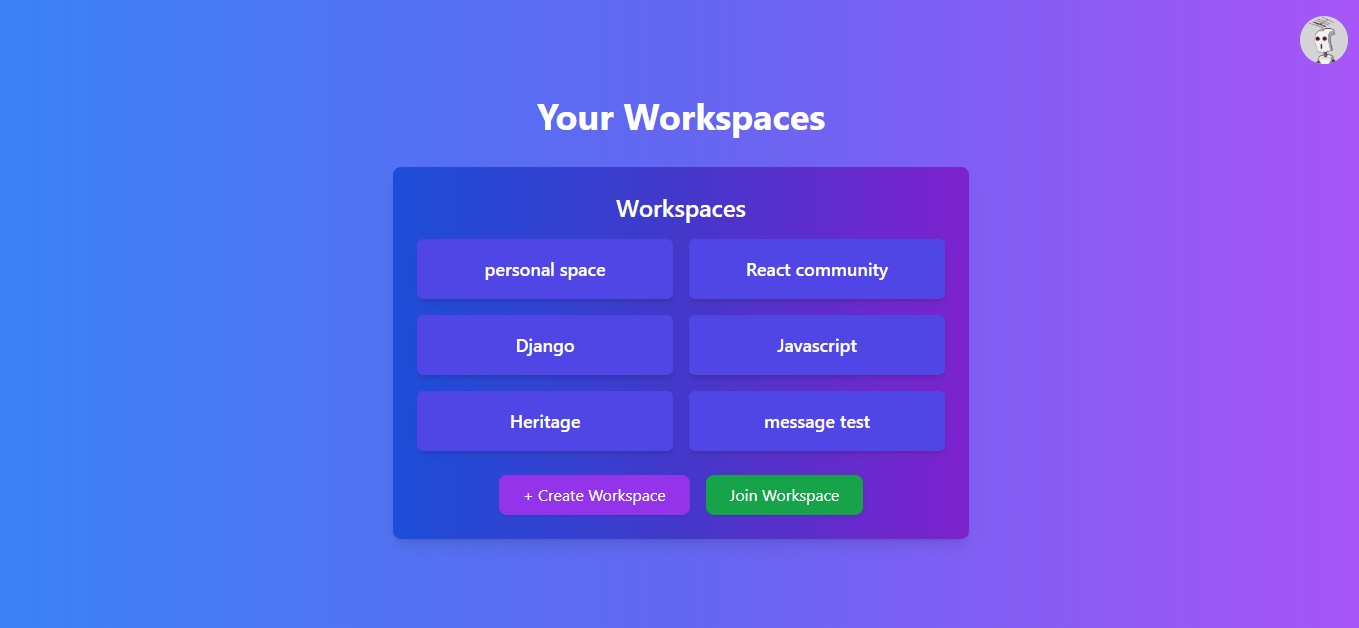 Your Workspaces
Workspaces
personal space
React community
Django
Javascript
Heritage
message test
+ Create Workspace
Join Workspace